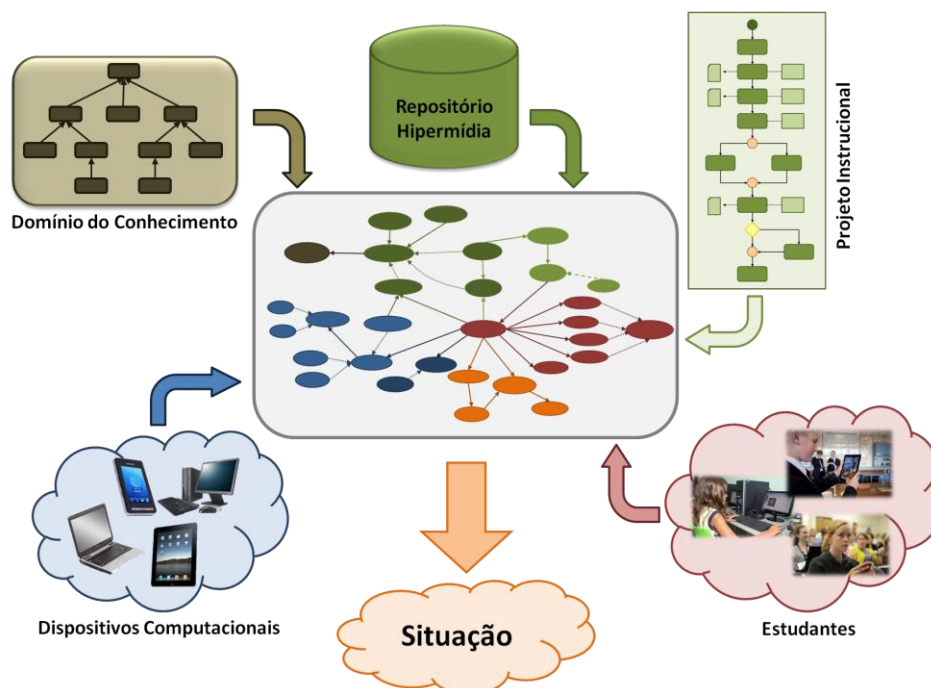 Repositório
Hipermídia
Projeto Instrucional
Domínio do Conhecimento
Dispositivos Computacionais
Situação
Estudantes